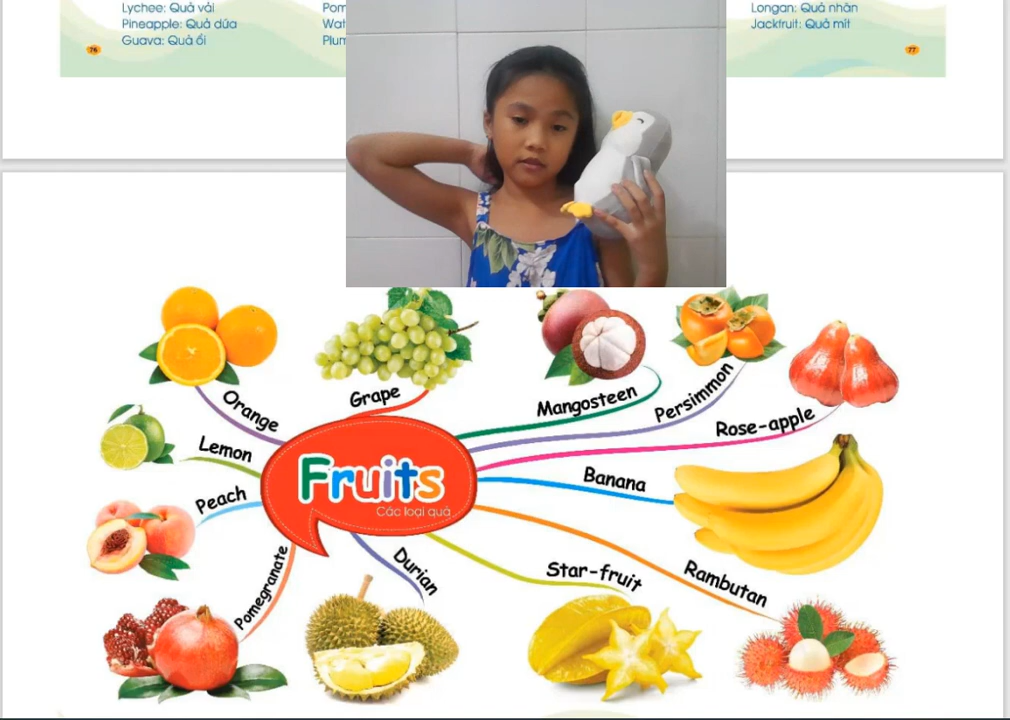 Lychee: Quả vải
Pineapple: Quả dứa
Guava: Quả ổi
Longan: Quả nhãn
Jackfruit: Quả mít
76
77
Orange
Grape
Mangosteen
Persimmon
Rose-apple
Lemon
Banana
Peach
Fruits
Các loại quả
Pomegranate
Durian
Star-fruit
Rambutan